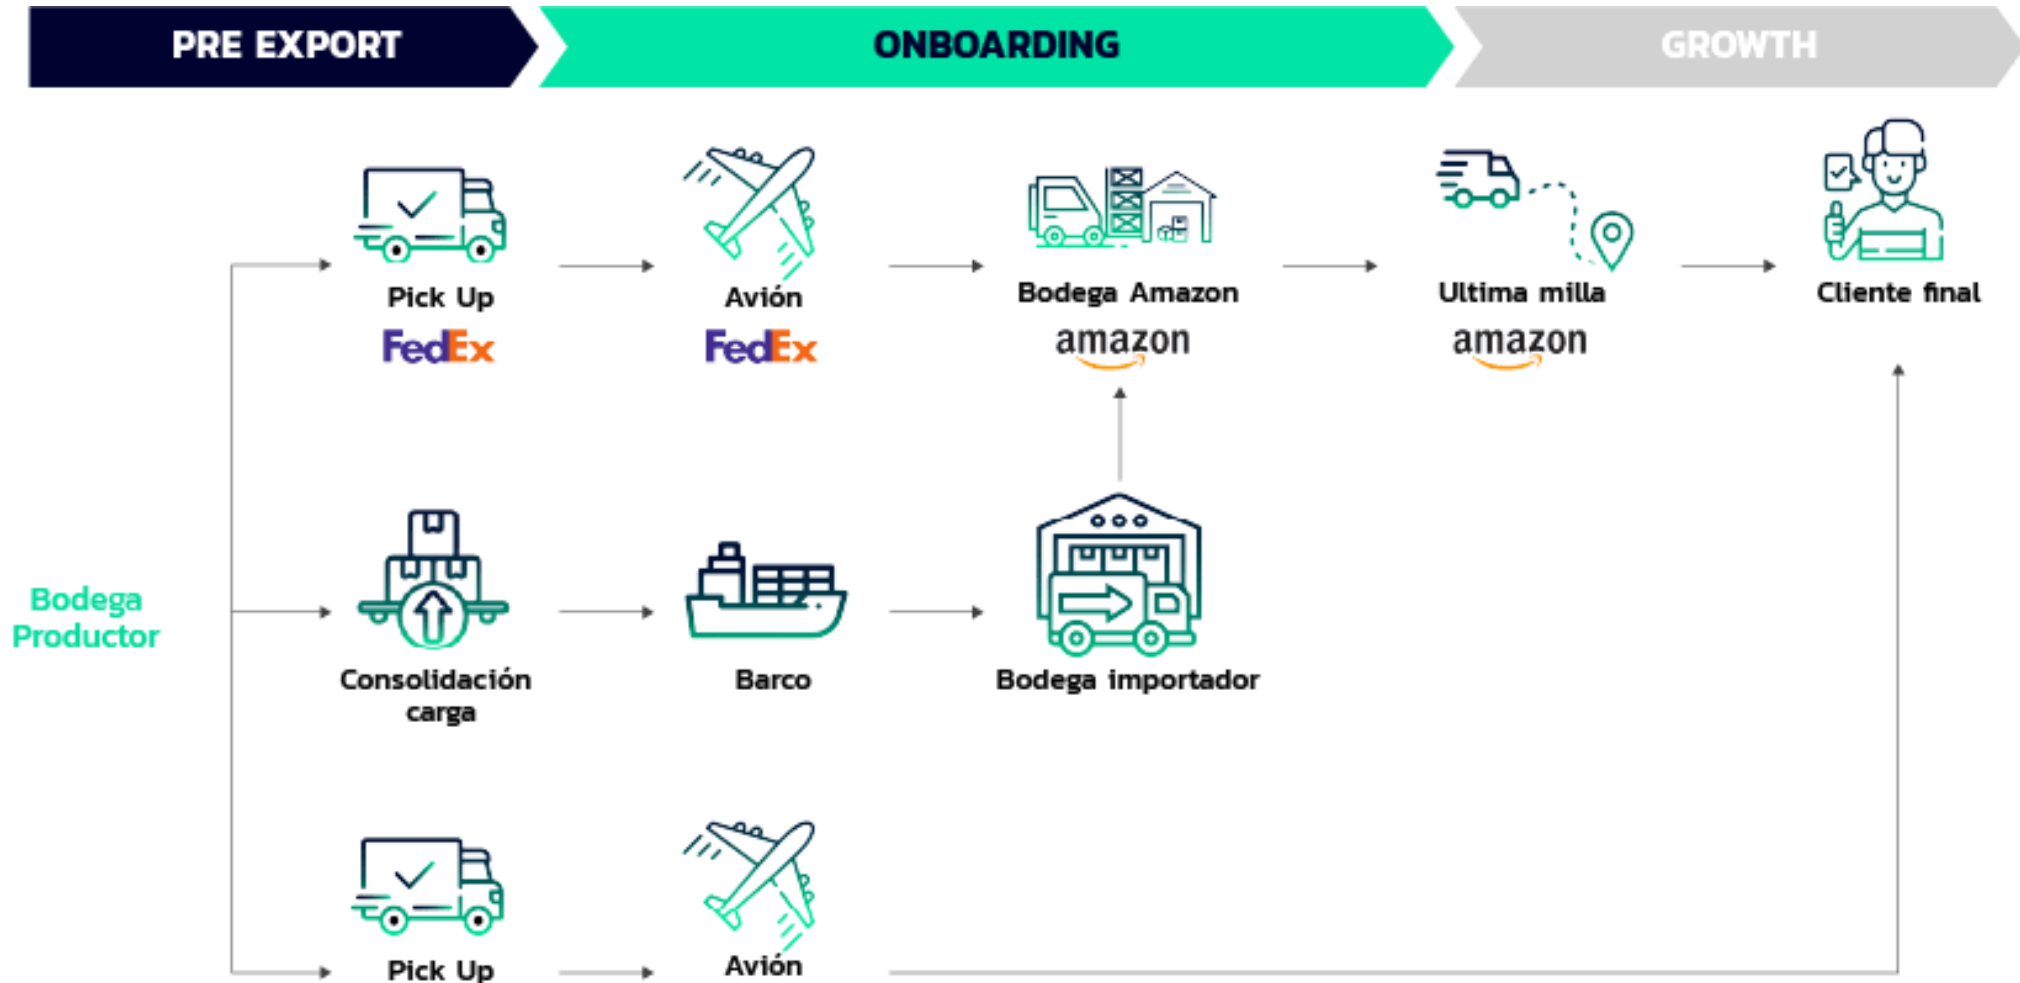 PRE EXPORT
ONBOARDING
GROWTH
Pick Up
Avión
Bodega Amazon
Ultima milla
Cliente final
FedEx
FedEx
amazon
amazon
Bodega
Productor
Consolidación
carga
Barco
Bodega importador
Pick Up
Avión